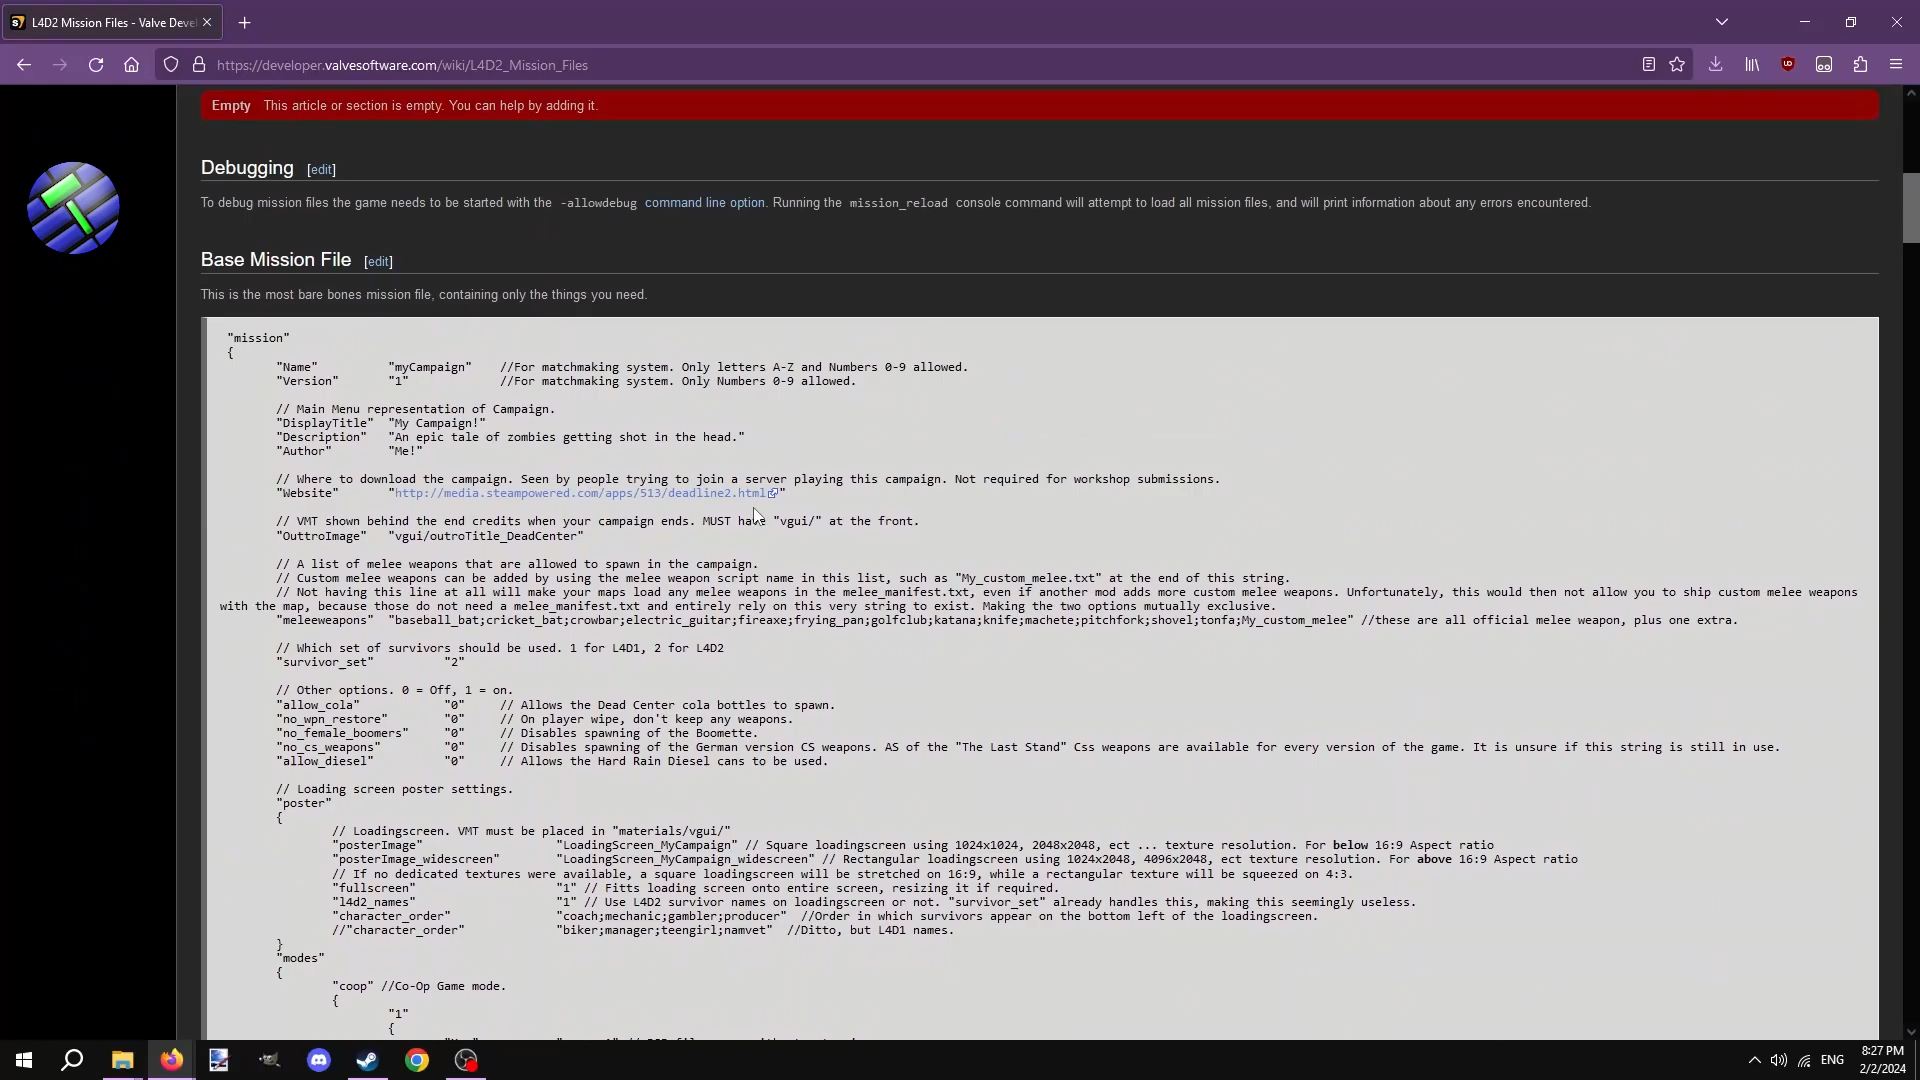 L4D2 Mission Files - Valve Deve
https://developer.valvesoftware.com/wiki/L4D2_Mission_Files
Empty This article or section is empty. You can help by adding it.
Debugging [edit]
To debug mission files the game needs to be started with the -allowdebug command line option. Running the mission_reload console command will attempt to load all mission files, and will print information about any errors encountered.
Base Mission File [edit]
This is the most bare bones mission file, containing only the things you need.
"mission"
{
"Name" "myCampaign" //For matchmaking system. Only letters A-Z and Numbers 0-9 allowed.
"Version" "1" //For matchmaking system. Only Numbers 0-9 allowed.
// Main Menu representation of Campaign.
"DisplayTitle" "My Campaign!"
"Description" "An epic tale of zombies getting shot in the head."
"Author" "Me!"
// Where to download the campaign. Seen by people trying to join a server playing this campaign. Not required for workshop submissions.
"Website" "http://media.steampowered.com/apps/513/deadline2.html"
// VMT shown behind the end credits when your campaign ends. MUST have "vgui/" at the front.
"OuttroImage" "vgui/outroTitle_DeadCenter"
// A list of melee weapons that are allowed to spawn in the campaign.
// Custom melee weapons can be added by using the melee weapon script name in this list, such as "My_custom_melee.txt" at the end of this string.
// Not having this line at all will make your maps load any melee weapons in the melee_manifest.txt, even if another mod adds more custom melee weapons. Unfortunately, this would then not allow you to ship custom melee weapons
with the map, because those do not need a melee_manifest.txt and entirely rely on this very string to exist. Making the two options mutually exclusive.
"meleeweapons" "baseball_bat;cricket_bat;crowbar;electric_guitar;fireaxe;frying_pan;golfclub;katana;knife;machete;pitchfork;shovel;tonfa;My_custom_melee" //these are all official melee weapon, plus one extra.
// Which set of survivors should be used. 1 for L4D1, 2 for L4D2
"survivor_set" "2"
// Other options. 0 = Off, 1 = on.
"allow_cola" "0" // Allows the Dead Center cola bottles to spawn.
"no_wpn_restore" "0" // On player wipe, don't keep any weapons.
"no_female_boomers" "0" // Disables spawning of the Boomette.
"no_cs_weapons" "0" // Disables spawning of the German version CS weapons. AS of the "The Last Stand" Css weapons are available for every version of the game. It is unsure if this string is still in use.
"allow_diesel" "0" // Allows the Hard Rain Diesel cans to be used.
// Loading screen poster settings.
"poster"
{
// Loadingscreen. VMT must be placed in "materials/vgui/"
"posterImage" "LoadingScreen_MyCampaign" // Square loadingscreen using 1024x1024, 2048x2048, ect ... texture resolution. For below 16:9 Aspect ratio
"posterImage_widescreen" "LoadingScreen_MyCampaign_widescreen" // Rectangular loadingscreen using 1024x2048, 4096x2048, ect texture resolution. For above 16:9 Aspect ratio
// If no dedicated textures were available, a square loadingscreen will be stretched on 16:9, while a rectangular texture will be squeezed on 4:3.
"fullscreen" "1" // Fitts loading screen onto entire screen, resizing it if required.
"l4d2_names" "1" // Use L4D2 survivor names on loadingscreen or not. "survivor_set" already handles this, making this seemingly useless.
"character_order" "coach;mechanic;gambler;producer" //Order in which survivors appear on the bottom left of the loadingscreen.
//"character_order" "biker;manager;teengirl;namvet" //Ditto, but L4D1 names.
}
"modes"
{
"coop" //Co-Op Game mode.
{
"1"
{
ENG
8:27 PM
2/2/2024